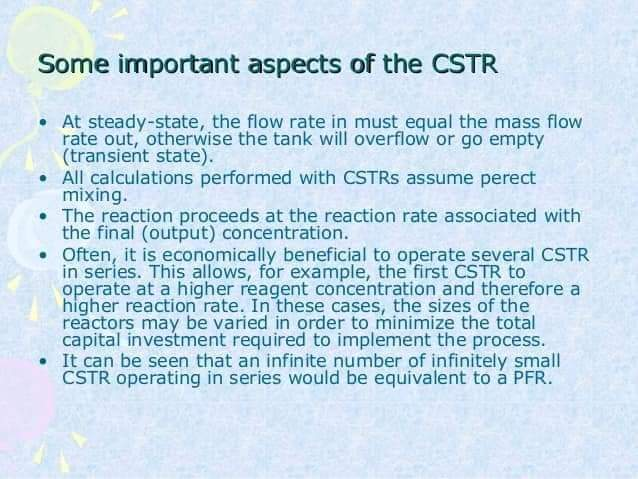 Some important aspects of the CSTR
• At steady-state, the flow rate in must equal the mass flow
rate out, otherwise the tank will overflow or go empty
(transient state).
• All calculations performed with CSTRs assume perect
mixing.
• The reaction proceeds at the reaction rate associated with
the final (output) concentration.
• Often, it is economically beneficial to operate several CSTR
in series. This allows, for example, the first CSTR to
operate at a higher reagent concentration and therefore a
higher reaction rate. In these cases, the sizes of the
reactors may be varied in order to minimize the total
capital investment required to implement the process.
• It can be seen that an infinite number of infinitely small
CSTR operating in series would be equivalent to a PFR.